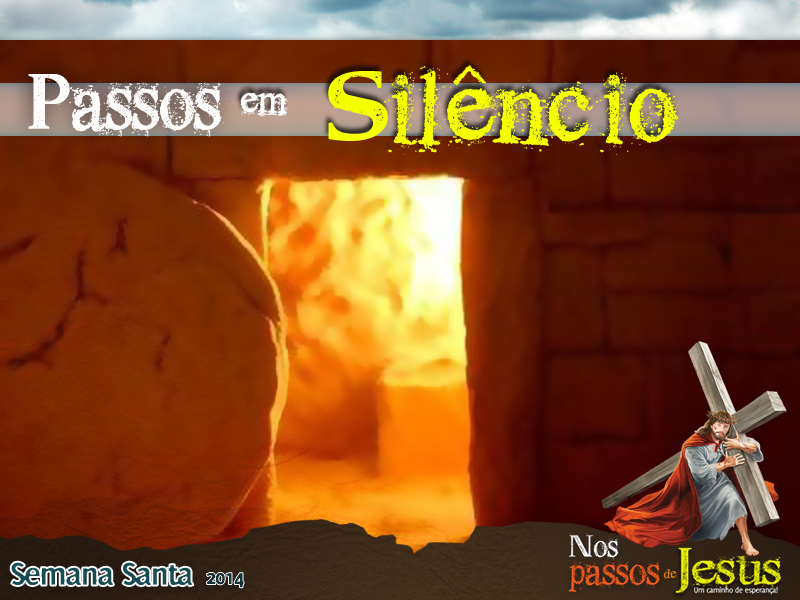 Passos em Silêncio
Nos
passos de Jesus
Um caminho de esperança!
Semana Santa 2014